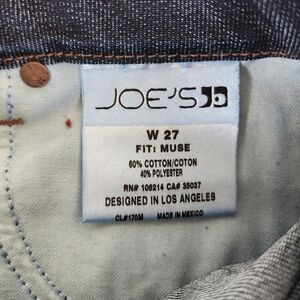 JOE'S
W 27
FIT: MUSE
60% COTTON/COTON
40% POLYESTER
RN# 106214 CA# 35037
DESIGNED IN LOS ANGELES
CL#170M MADE IN MEXICO